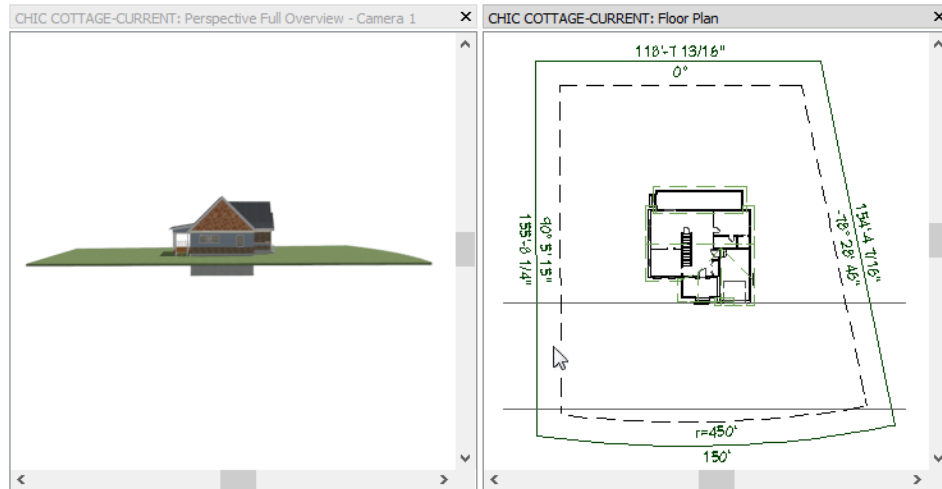 CHIC COTTAGE-CURRENT: Perspective Full Overview - Camera 1
CHIC COTTAGE-CURRENT: Floor Plan
118'-7 13/16"
0°
90° 5' 15"
155'-8 1/4"
154'-4 7/16"
-78° 28' 46"
r=450'
150'